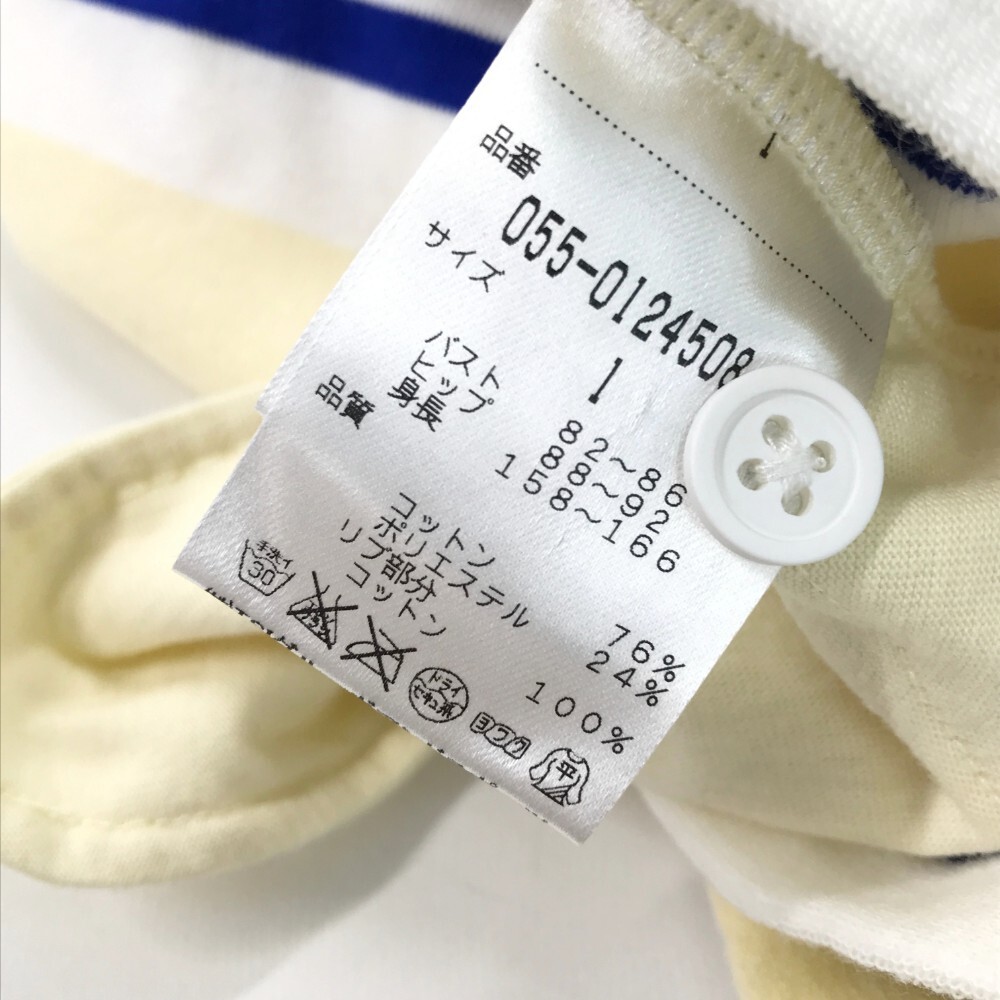 品番
055-0124508
サイズ 1
バスト 82～86
ヒップ 88～92
身長 158～166
品質
コットン 76%
ポリエステル 24%
リブ部分
コットン 100%
手洗イ 30
ドライ セキュ系
ヨワク
平